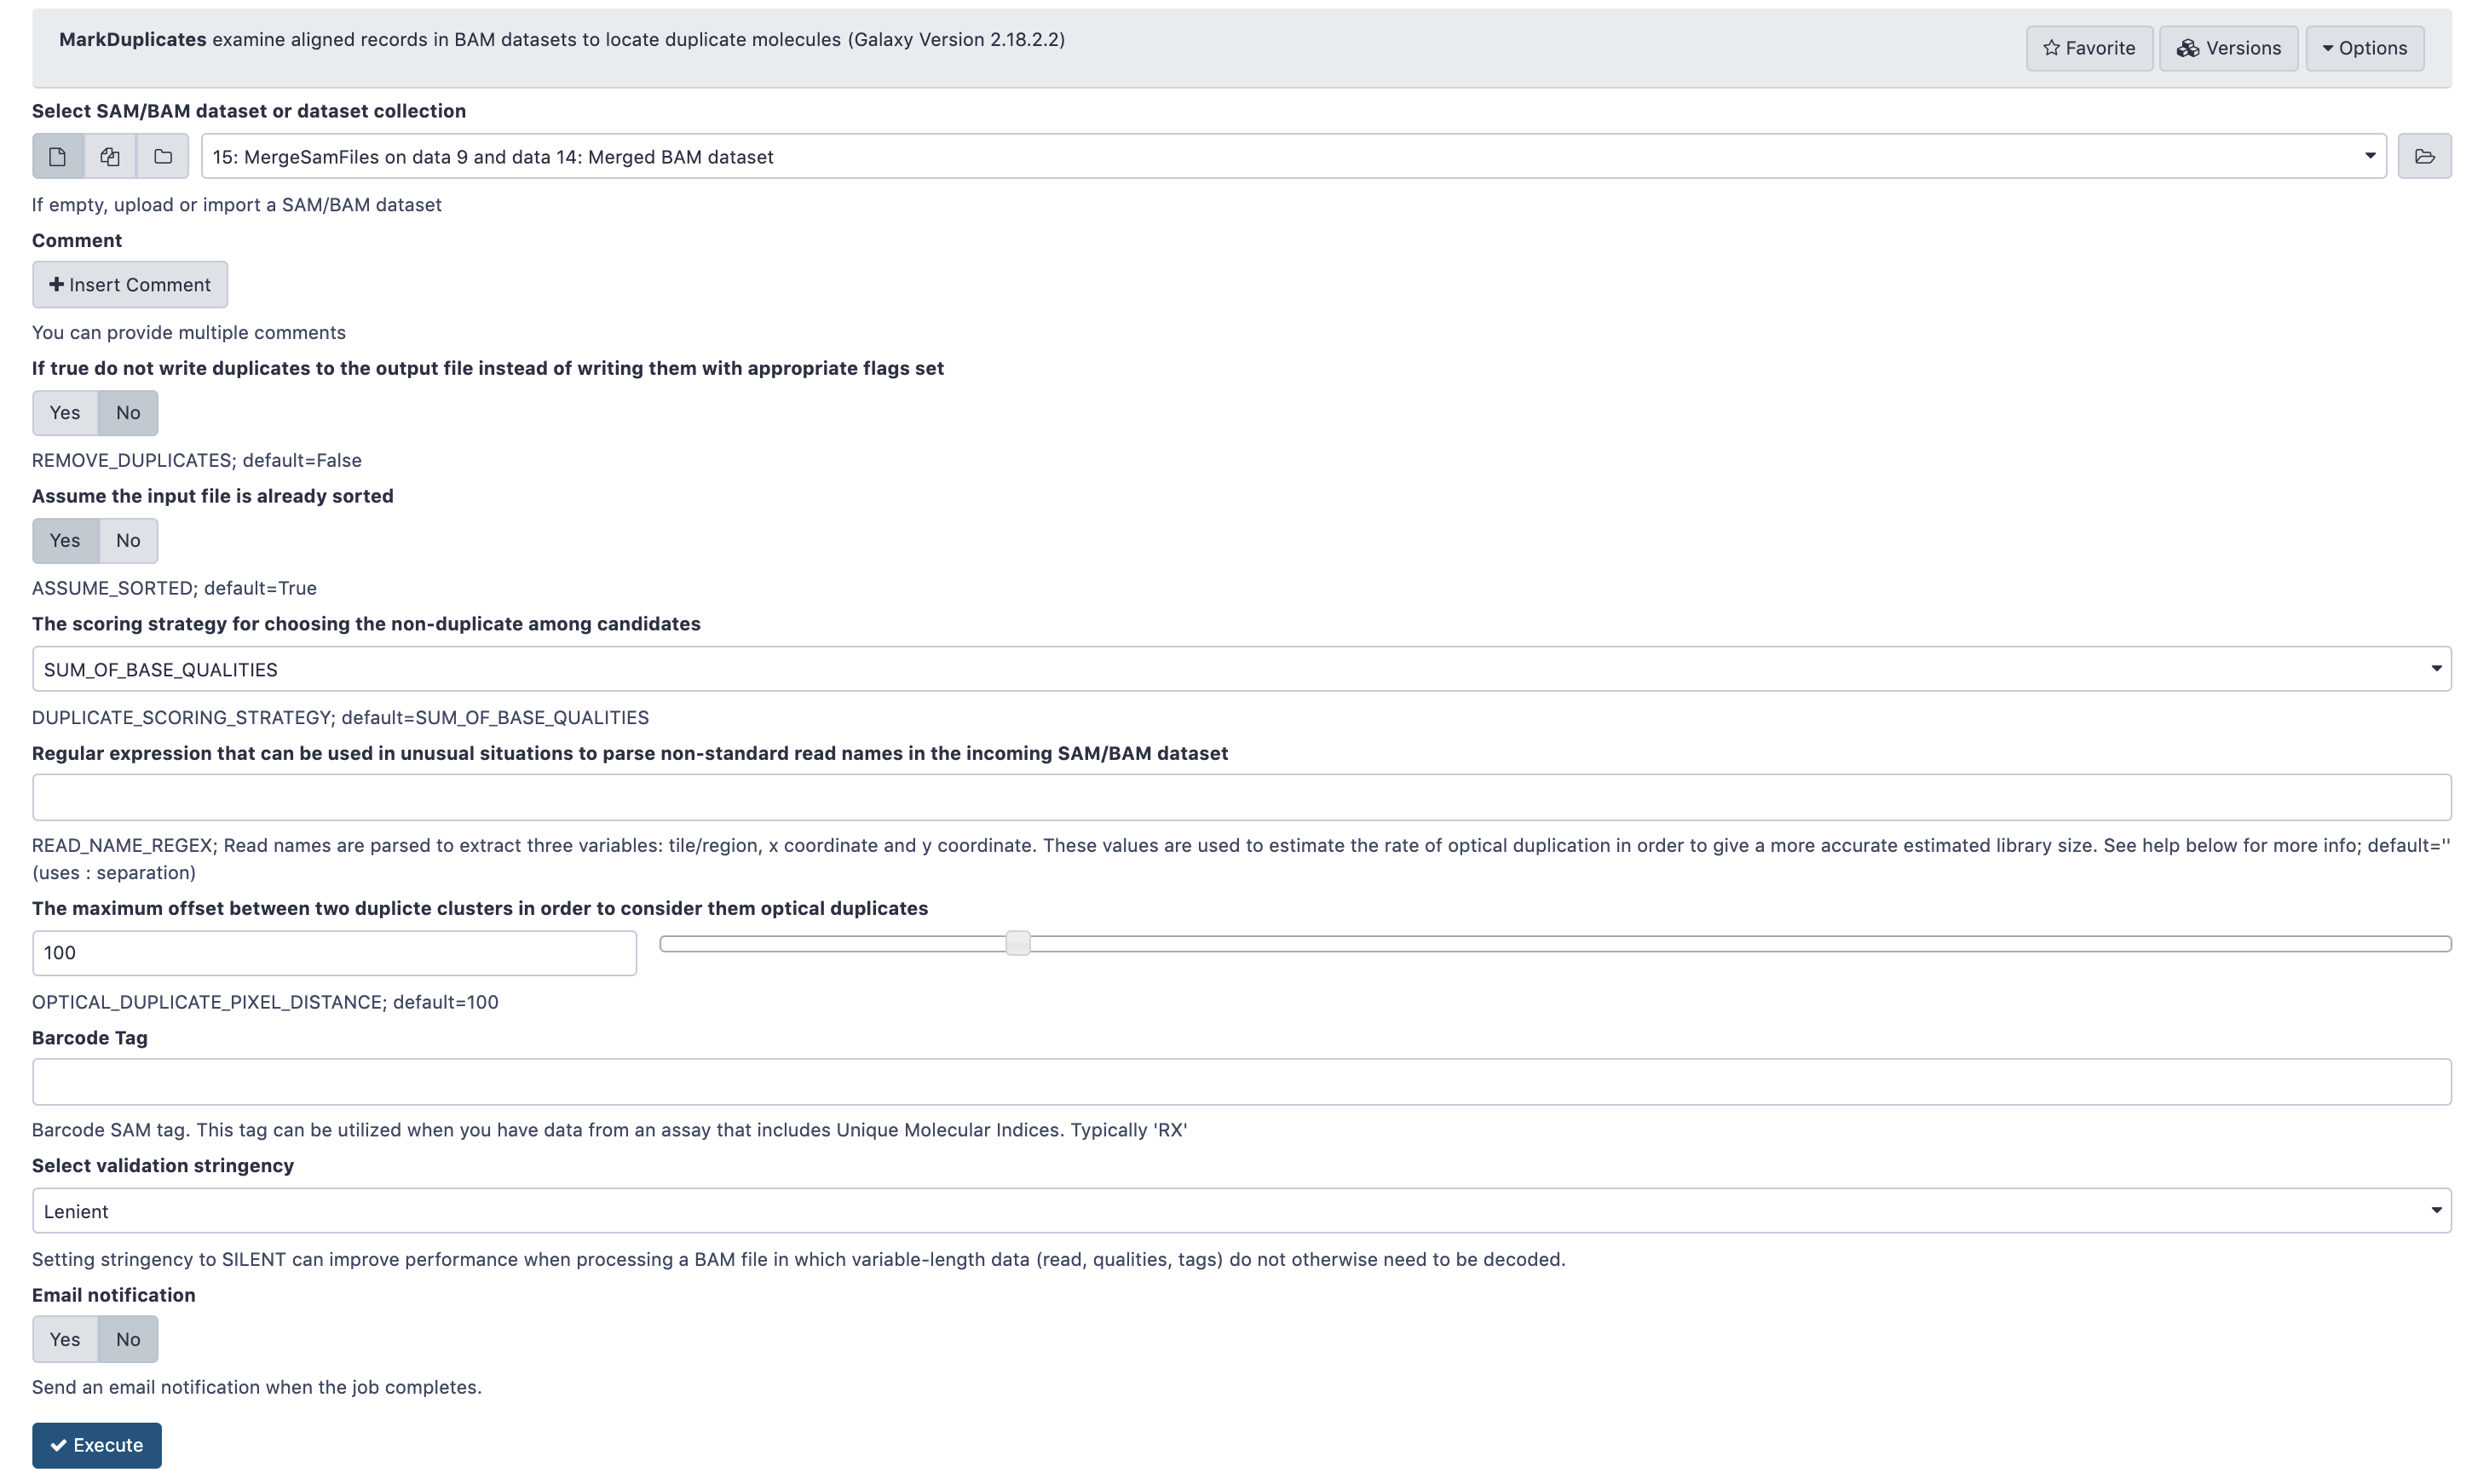 MarkDuplicates examine aligned records in BAM datasets to locate duplicate molecules (Galaxy Version 2.18.2.2)
Favorite
Versions
Options
Select SAM/BAM dataset or dataset collection
15: MergeSamFiles on data 9 and data 14: Merged BAM dataset
If empty, upload or import a SAM/BAM dataset
Comment
Insert Comment
You can provide multiple comments
If true do not write duplicates to the output file instead of writing them with appropriate flags set
Yes No
REMOVE_DUPLICATES; default=False
Assume the input file is already sorted
Yes No
ASSUME_SORTED; default=True
The scoring strategy for choosing the non-duplicate among candidates
SUM_OF_BASE_QUALITIES
DUPLICATE_SCORING_STRATEGY; default=SUM_OF_BASE_QUALITIES
Regular expression that can be used in unusual situations to parse non-standard read names in the incoming SAM/BAM dataset
READ_NAME_REGEX; Read names are parsed to extract three variables: tile/region, x coordinate and y coordinate. These values are used to estimate the rate of optical duplication in order to give a more accurate estimated library size. See help below for more info; default=''
(uses : separation)
The maximum offset between two duplicte clusters in order to consider them optical duplicates
100
OPTICAL_DUPLICATE_PIXEL_DISTANCE; default=100
Barcode Tag
Barcode SAM tag. This tag can be utilized when you have data from an assay that includes Unique Molecular Indices. Typically 'RX'
Select validation stringency
Lenient
Setting stringency to SILENT can improve performance when processing a BAM file in which variable-length data (read, qualities, tags) do not otherwise need to be decoded.
Email notification
Yes No
Send an email notification when the job completes.
Execute